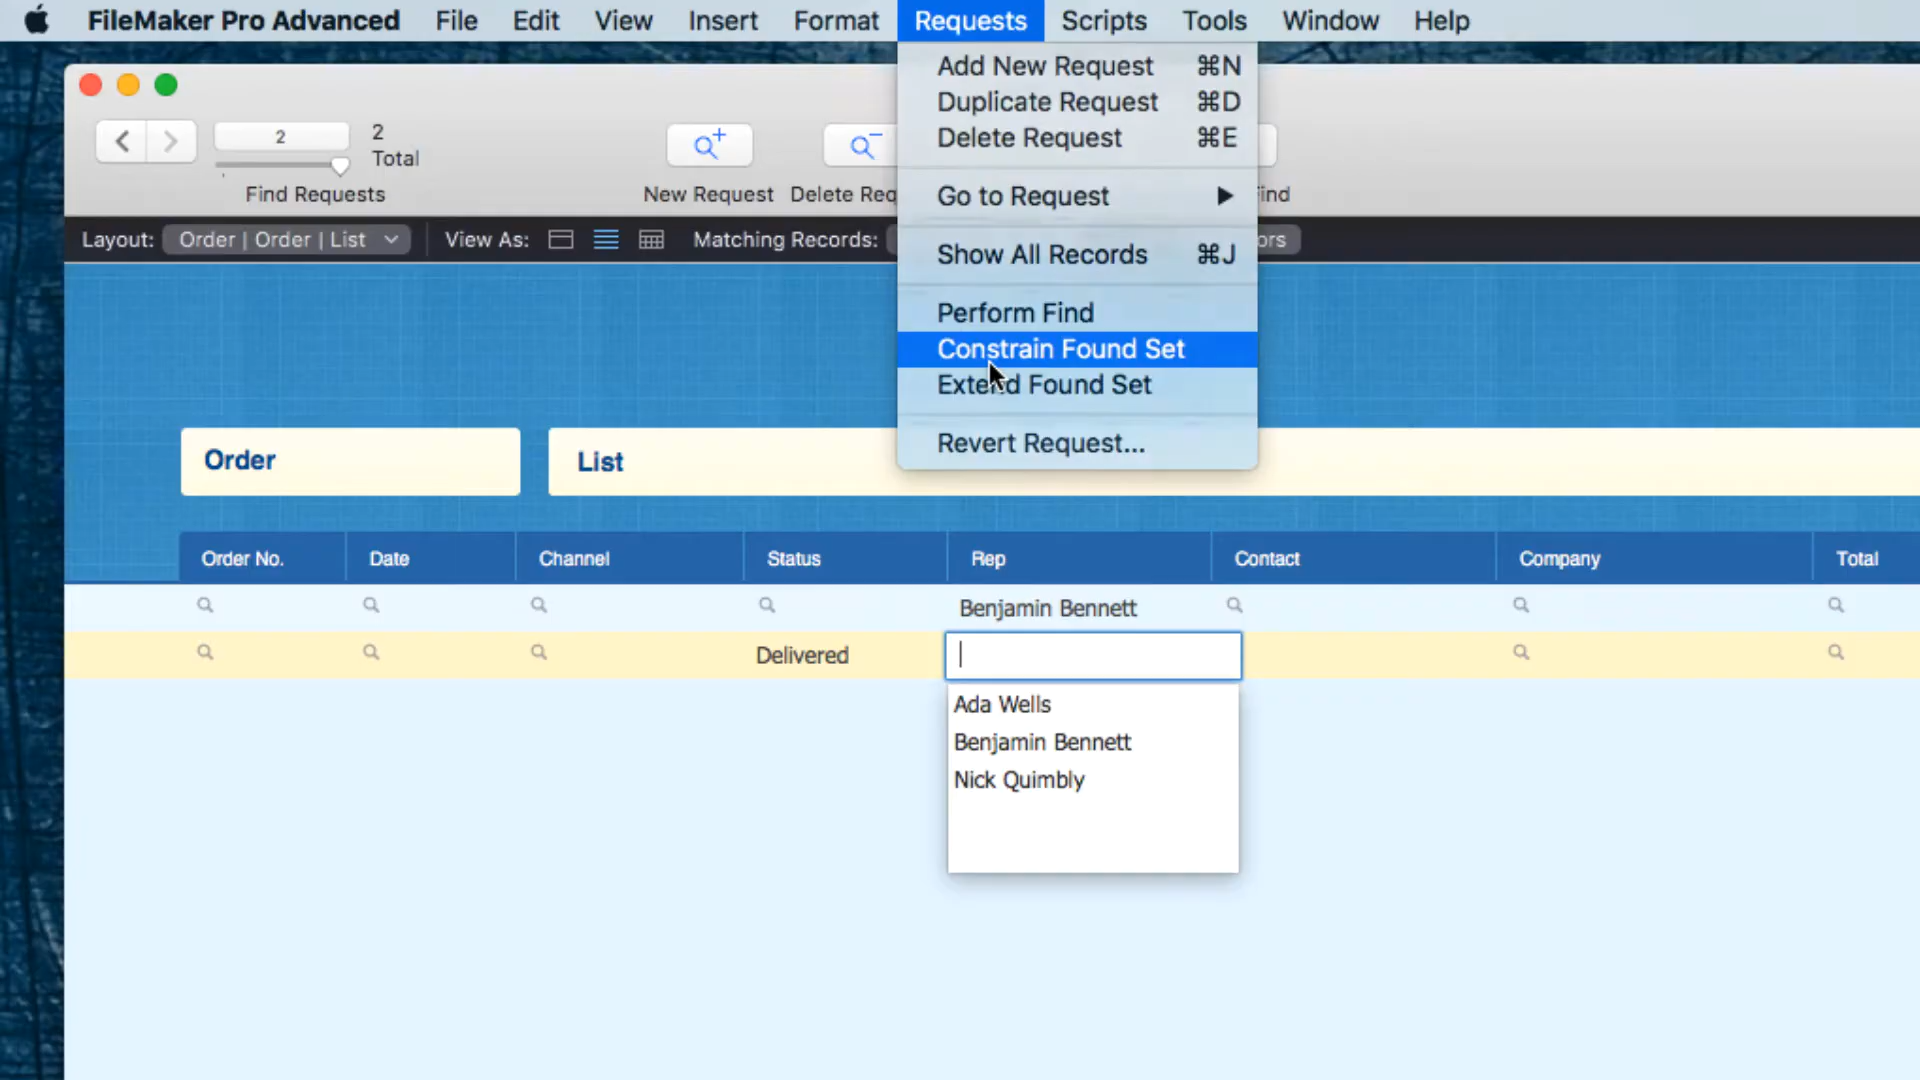 FileMaker Pro Advanced File Edit View Insert Format Requests Scripts Tools Window Help
Add New Request ⌘N
Duplicate Request ⌘D
Delete Request ⌘E
Go to Request ▶
Show All Records ⌘J
Perform Find
Constrain Found Set
Extend Found Set
Revert Request...
2
2
Total
Find Requests
New Request Delete Req ind
Layout: Order | Order | List View As: Matching Records: ors
Order List
Order No. Date Channel Status Rep Contact Company Total
Benjamin Bennett
Delivered
Ada Wells
Benjamin Bennett
Nick Quimbly